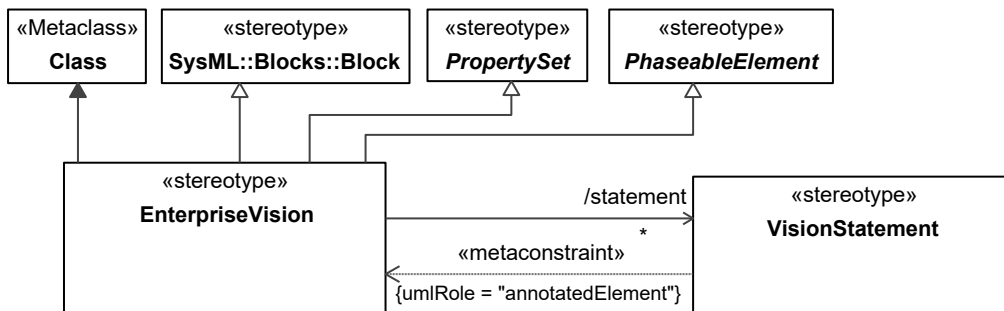 «Metaclass»
Class
«stereotype»
SysML::Blocks::Block
«stereotype»
PropertySet
«stereotype»
PhaseableElement
«stereotype»
EnterpriseVision
/statement
*
«metaconstraint»
{umlRole = "annotatedElement"}
«stereotype»
VisionStatement